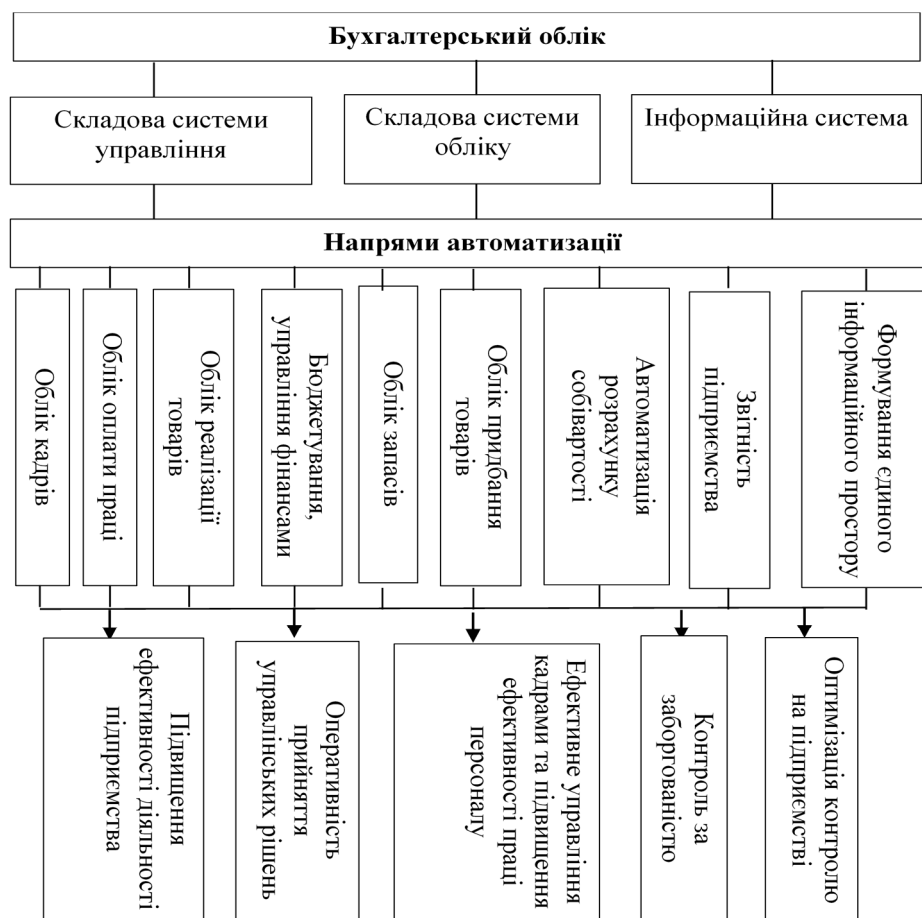 Бухгалтерський облік
Складова системи
управління
Складова системи
обліку
Інформаційна система
Напрями автоматизації
Облік кадрів
Облік оплати праці
Облік реалізації
товарів
Бюджетування,
управління фінансами
Облік запасів
Облік придбання
товарів
Автоматизація
розрахунку
собівартості
Звітність
підприємства
Формування єдиного
інформаційного простору
Підвищення
ефективності діяльності
підприємства
Оперативність
прийняття
управлінських рішень
Ефективне управління
кадрами та підвищення
ефективності праці
персоналу
Контроль за
заборгованістю
Оптимізація контролю
на підприємстві